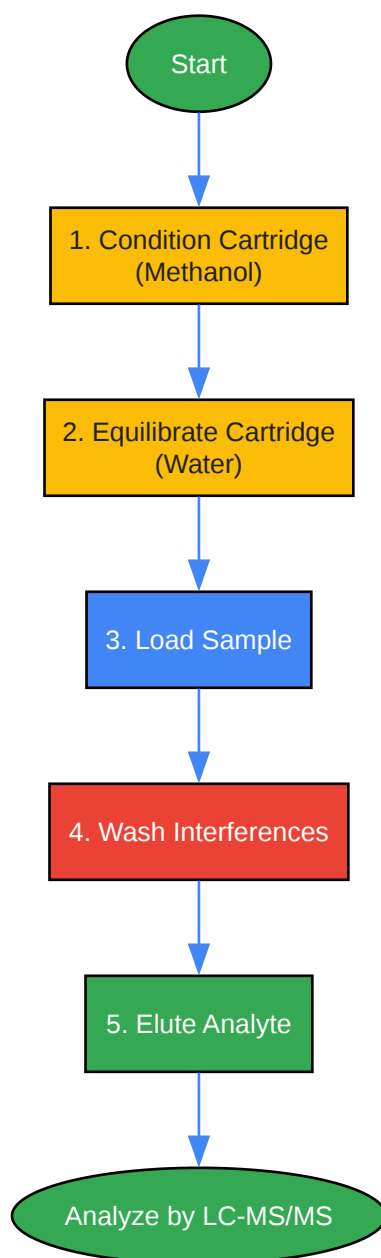 Start
1. Condition Cartridge
(Methanol)
2. Equilibrate Cartridge
(Water)
3. Load Sample
4. Wash Interferences
5. Elute Analyte
Analyze by LC-MS/MS